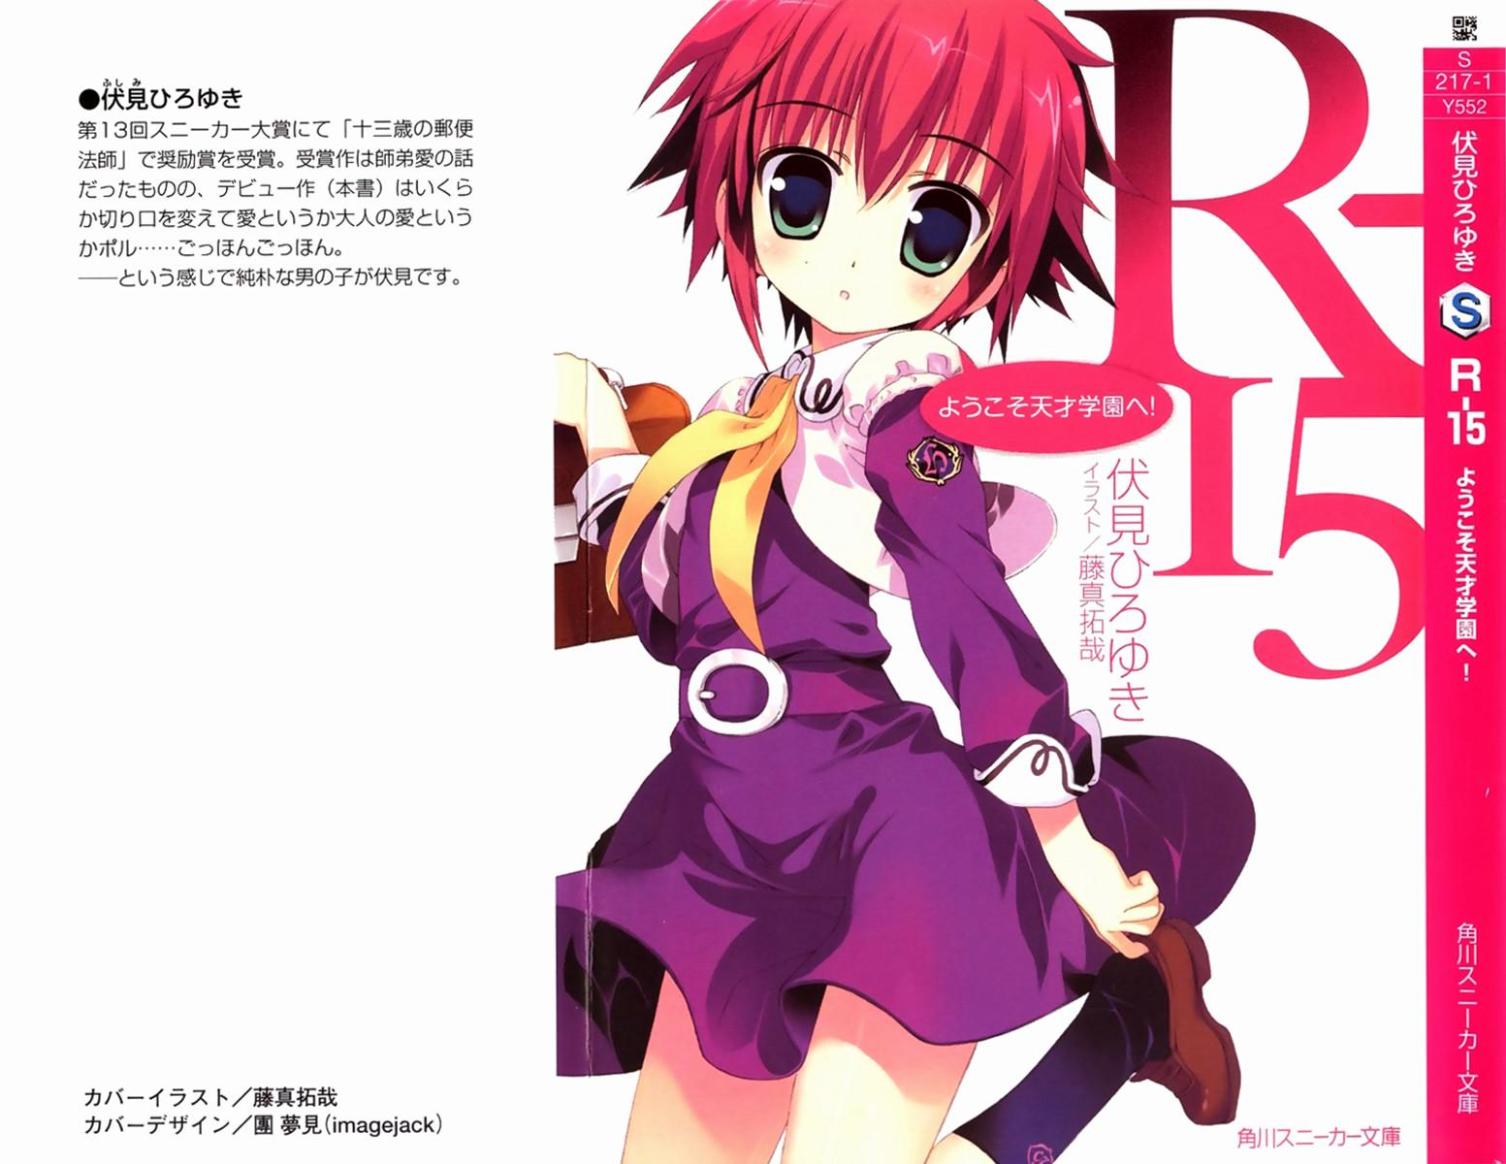 ふしみ
●伏見ひろゆき
第13回スニーカー大賞にて「十三歳の郵便
法師」で奨励賞を受賞。受賞作は師弟愛の話
だったものの、デビュー作（本書）はいくら
か切り口を変えて愛というか大人の愛という
かポル……ごっほんごっほん。
――という感じで純朴な男の子が伏見です。
カバーイラスト／藤真拓哉
カバーデザイン／團 夢見(imagejack)
R-
15
ようこそ天才学園へ!
伏見ひろゆき
イラスト／藤真拓哉
角川スニーカー文庫
S
217-1
Y552
伏見ひろゆき
S
R-15
ようこそ天才学園へ！
角川スニーカー文庫